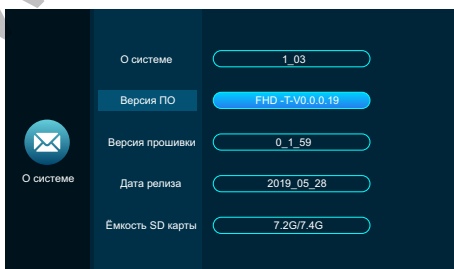 О системе 1_03
Версия ПО FHD -T-V0.0.0.19
Версия прошивки 0_1_59
О системе
Дата релиза 2019_05_28
Ёмкость SD карты 7.2G/7.4G